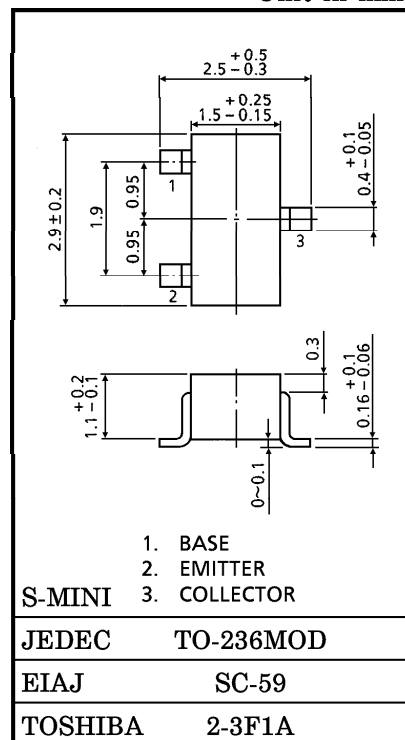 +0.5
2.5 – 0.3
+0.25
1.5 – 0.15
2.9 ± 0.2
1.9
0.95
0.95
1
2
3
+0.1
0.4 – 0.05
+0.2
1.1 – 0.1
0.3
+0.1
0.16 – 0.06
0~0.1
1. BASE
2. EMITTER
S-MINI 3. COLLECTOR
JEDEC TO-236MOD
EIAJ SC-59
TOSHIBA 2-3F1A